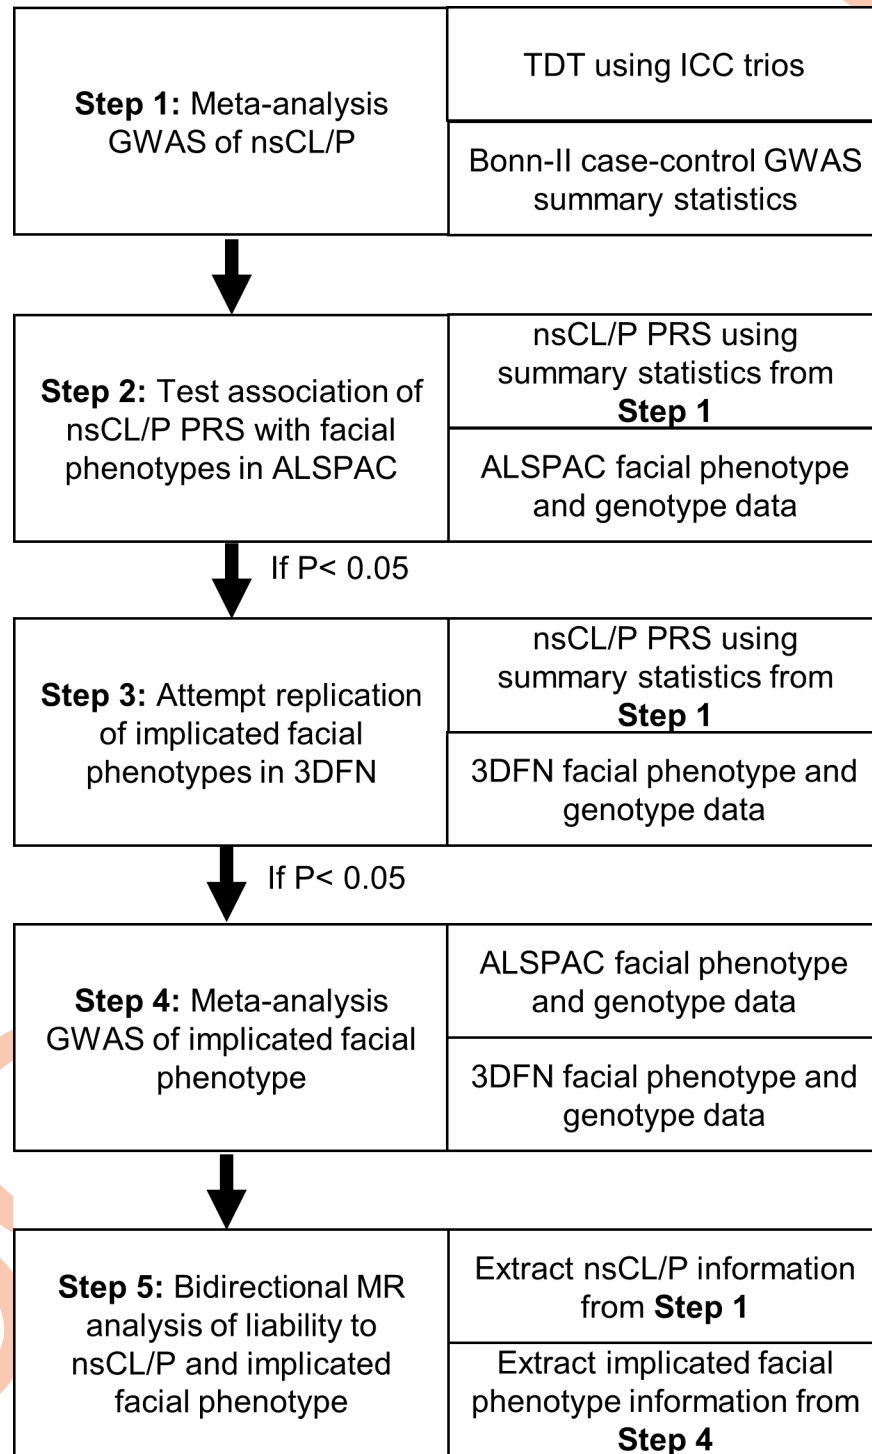 Step 1: Meta-analysis
GWAS of nsCL/P
TDT using ICC trios
Bonn-II case-control GWAS
summary statistics
Step 2: Test association of
nsCL/P PRS with facial
phenotypes in ALSPAC
nsCL/P PRS using
summary statistics from
Step 1
ALSPAC facial phenotype
and genotype data
If P< 0.05
Step 3: Attempt replication
of implicated facial
phenotypes in 3DFN
nsCL/P PRS using
summary statistics from
Step 1
3DFN facial phenotype and
genotype data
If P< 0.05
Step 4: Meta-analysis
GWAS of implicated facial
phenotype
ALSPAC facial phenotype
and genotype data
3DFN facial phenotype and
genotype data
Step 5: Bidirectional MR
analysis of liability to
nsCL/P and implicated
facial phenotype
Extract nsCL/P information
from Step 1
Extract implicated facial
phenotype information from
Step 4